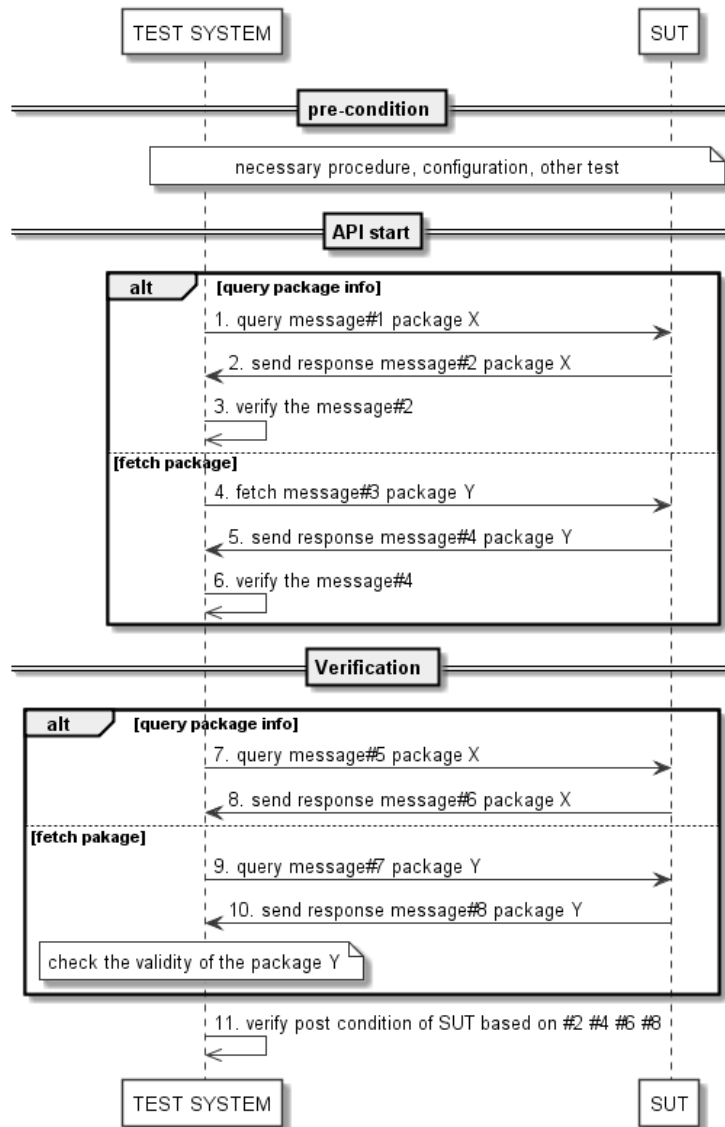 TEST SYSTEM
SUT
pre-condition
necessary procedure, configuration, other test
API start
alt
[query package info]
1. query message#1 package X
2. send response message#2 package X
3. verify the message#2
[fetch package]
4. fetch message#3 package Y
5. send response message#4 package Y
6. verify the message#4
Verification
alt
[query package info]
7. query message#5 package X
8. send response message#6 package X
[fetch pakage]
9. query message#7 package Y
10. send response message#8 package Y
check the validity of the package Y
11. verify post condition of SUT based on #2 #4 #6 #8
TEST SYSTEM
SUT